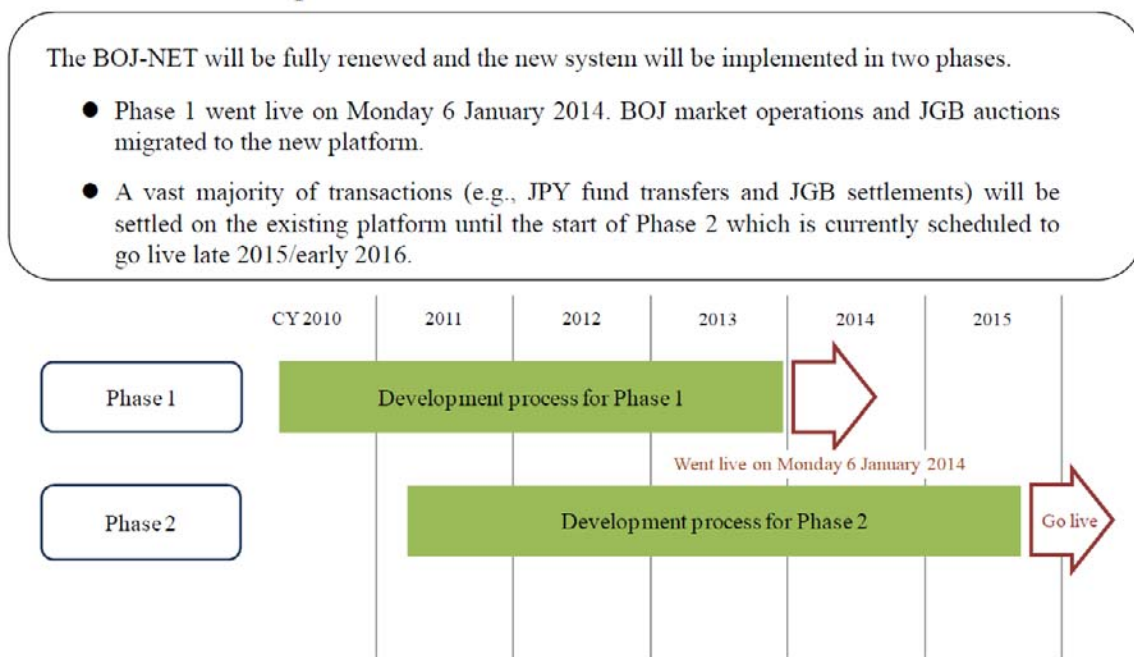 The BOJ-NET will be fully renewed and the new system will be implemented in two phases.
● Phase 1 went live on Monday 6 January 2014. BOJ market operations and JGB auctions
migrated to the new platform.
● A vast majority of transactions (e.g., JPY fund transfers and JGB settlements) will be
settled on the existing platform until the start of Phase 2 which is currently scheduled to
go live late 2015/early 2016.
CY 2010 2011 2012 2013 2014 2015
Phase 1 Development process for Phase 1
Went live on Monday 6 January 2014
Phase 2 Development process for Phase 2 Go live